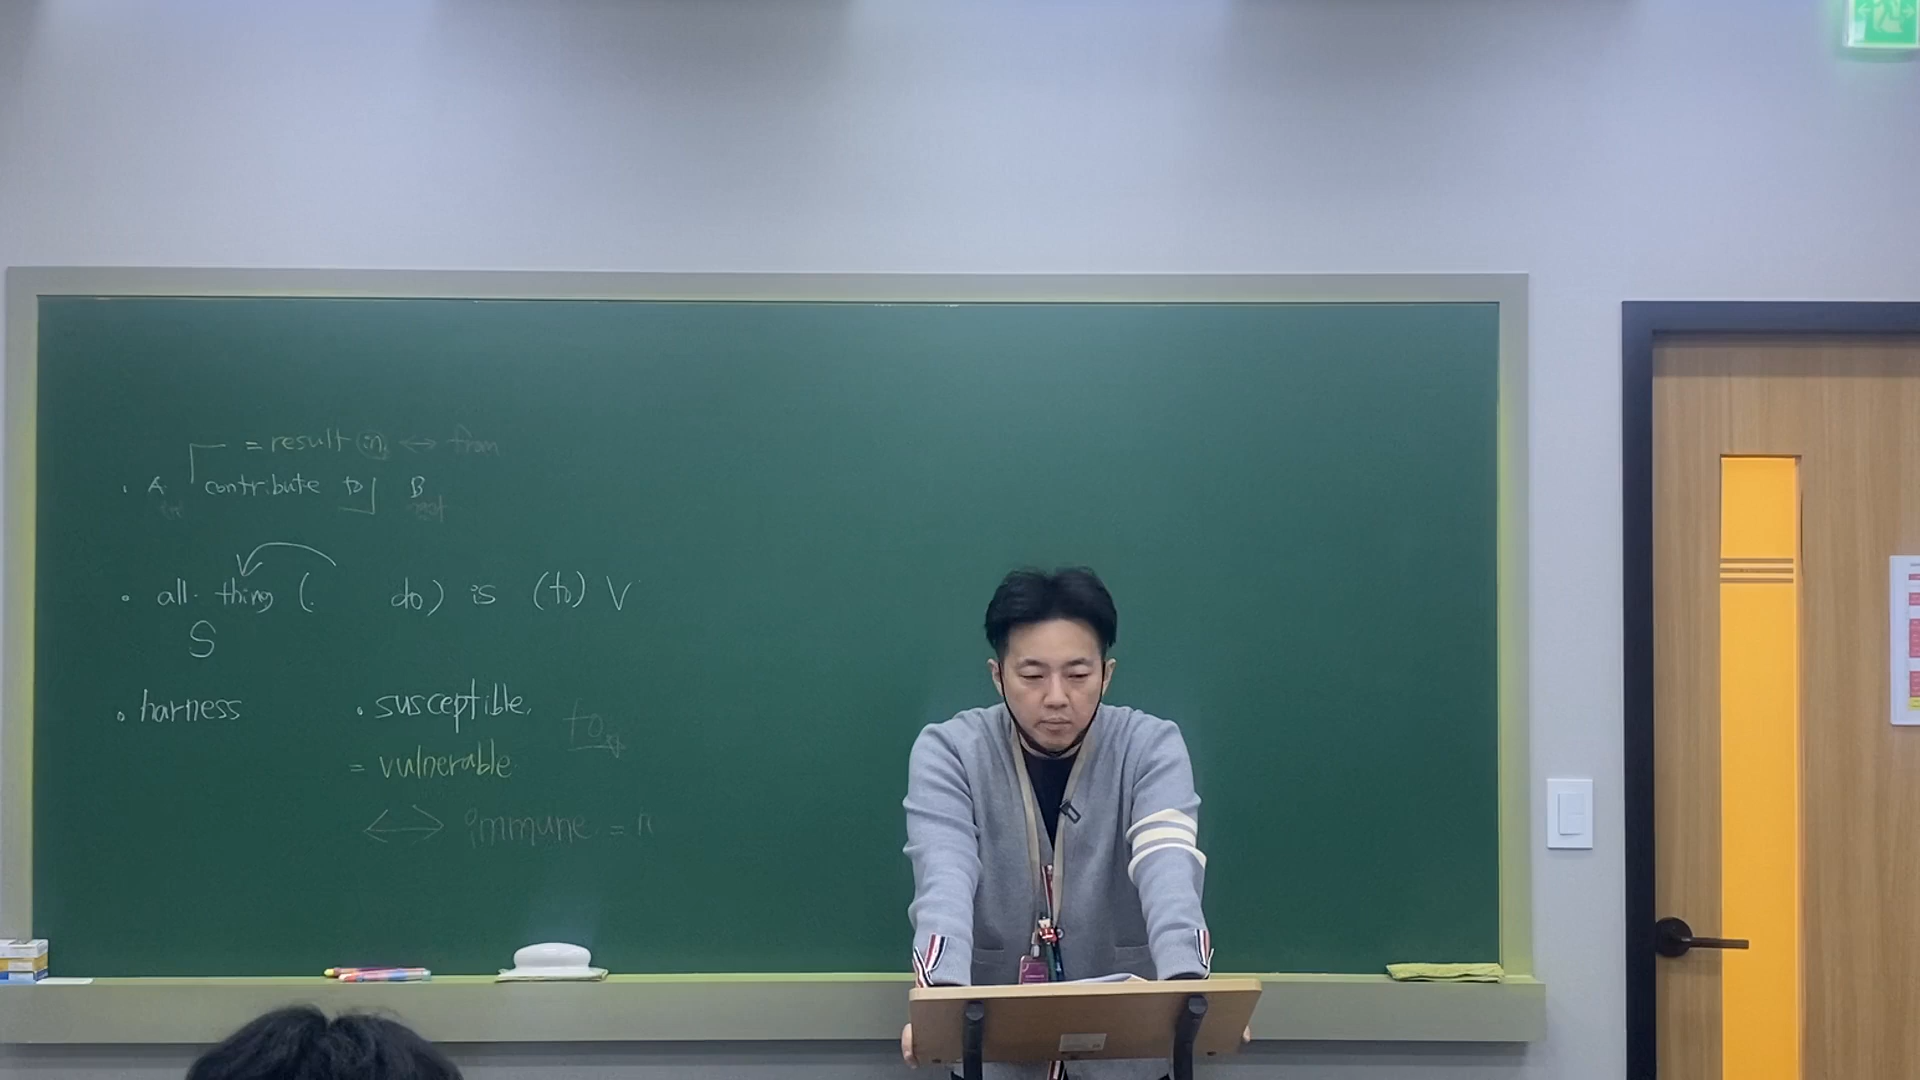 = result in ↔ from
· A contribute to B
· all thing ( do) is (to) V
S
· harness
· susceptible, to
= vulnerable
↔ immune =